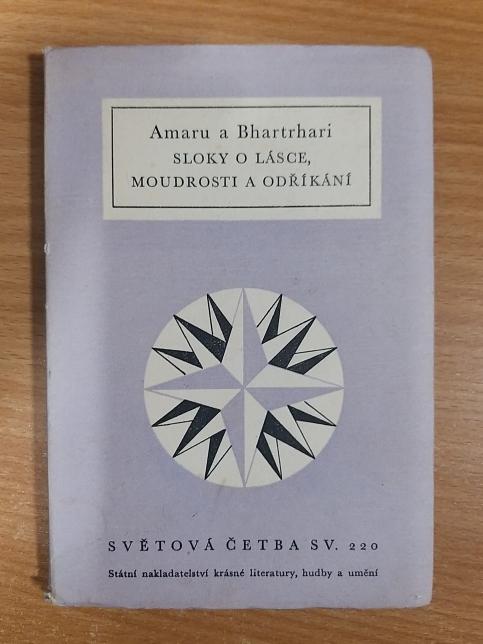 Amaru a Bhartrhari
SLOKY O LÁSCE,
MOUDROSTI A ODŘÍKÁNÍ
SVĚTOVÁ ČETBA SV. 220
Státní nakladatelství krásné literatury, hudby a umění